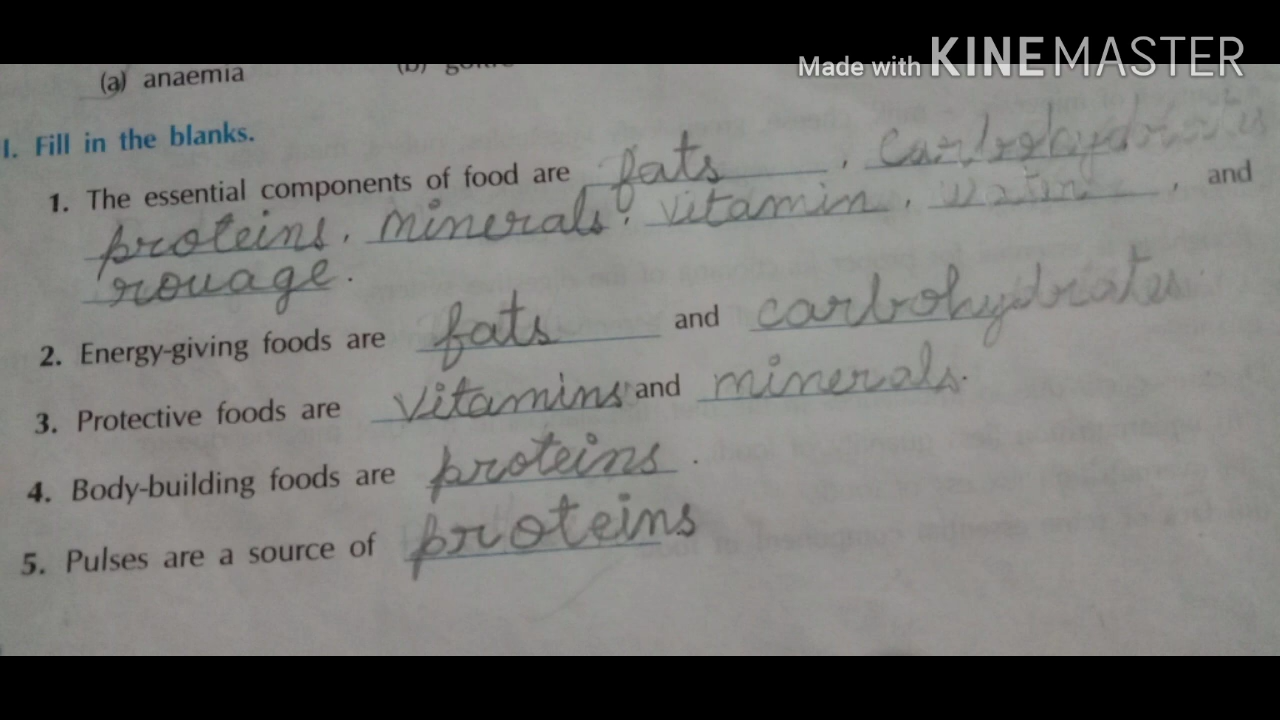 Made with KINEMASTER
(a) anaemia (b) goitre
I. Fill in the blanks.
1. The essential components of food are fats, carbohydrates
proteins, minerals, vitamin, water, and
rouage.
2. Energy-giving foods are fats and carbohydrates
3. Protective foods are vitamins and minerals.
4. Body-building foods are proteins.
5. Pulses are a source of proteins